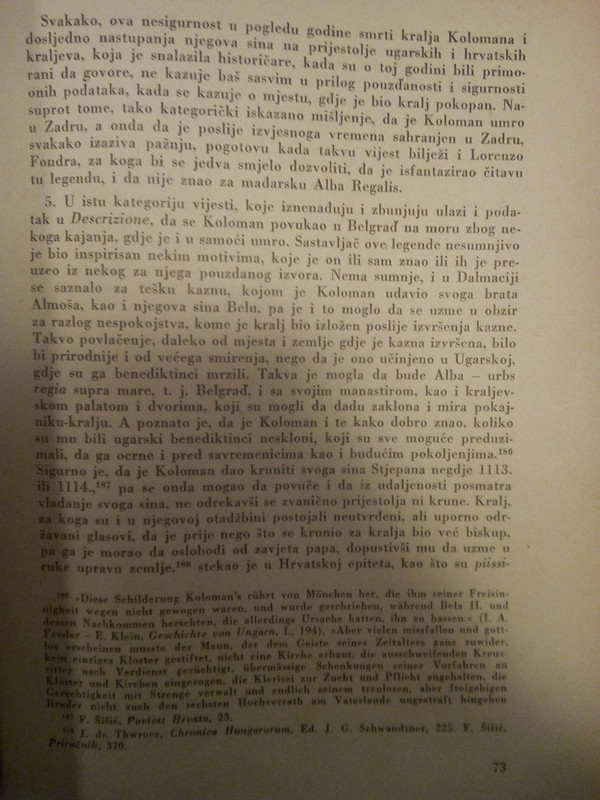 Svakako, ova nesigurnost u pogledu godine smrti kralja Kolomana i
dosljedno nastupanja njegova sina na prijestolje ugarskih i hrvatskih
kraljeva, koja je snalazila historičare, kada su o toj godini bili primo-
rani da govore, ne kazuje baš sasvim u prilog pouzďanosti i sigurnosti
onih podataka, kada se kazuje o mjestu, gdje je bio kralj pokopan. Na-
suprot tome, tako kategorički iskazano mišljenje, da je Koloman umro
u Zadru, a onda da je poslije izvjesnoga vremena sahranjen u Zadru,
svakako izaziva pažnju, pogotovu kada takvu vijest bilježi i Lorenzo
Fondra, za koga bi se jedva smjelo dozvoliti, da je isfantazirao čitavu
tu legendu, i da nije znao za mađarsku Alba Regalis.
5. U istu kategoriju vijesti, koje iznenađuju i zbunjuju ulazi i poda-
tak u Descrizione, da se Koloman povukao u Belgrad na moru zbog ne-
koga kajanja, gdje je i u samoći umro. Sastavljač ove legende nesumnjivo
je bio inspirisan nekim motivima, koje je on ili sam znao ili ih je pre-
uzeo iz nekog za njega pouzdanog izvora. Nema sumnje, i u Dalmaciji
se saznalo za tešku kaznu, kojom je Koloman udavio svoga brata
Almoša, kao i njegova sina Belu, pa je i to moglo da se uzme u obzir
za razlog nespokojstva, kome je kralj bio izložen poslije izvršenja kazne.
Takvo povlačenje, daleko od mjesta i zemlje gdje je kazna izvršena, bilo
bi prirodnije i od većega smirenja, nego da je ono učinjeno u Ugarskoj,
gdje su ga benediktinci mrzili. Takva je mogla da bude Alba – urbs
regia supra mare, t. j. Belgrad, i sa svojim manastirom, kao i kraljev-
skom palatom i dvorima, koji su mogli da dadu zaklona i mira pokaj-
niku-kralju. A poznato je, da je Koloman i te kako dobro znao, koliko
su mu bili ugarski benediktinci neskloni, koji su sve moguće preduzi-
mali, da ga ocrne i pred savremenicima kao i budućim pokoljenjima.¹⁸⁶
Sigurno je, da je Koloman dao kruniti svoga sina Stjepana negdje 1113.
ili 1114.,¹⁸⁷ pa se onda mogao da povuče i da iz udaljenosti posmatra
vladanje svoga sina, ne odrekavši se zvanično prijestolja ni krune. Kralj,
za koga su i u njegovoj otadžbini postojali neutvrđeni, ali uporno odr-
žavani glasovi, da je prije nego što se krunio za kralja bio već biskup,
pa ga je morao da oslobodi od zavjeta papa, dopustivši mu da uzme u
ruke upravu zemlje,¹⁸⁸ stekao je u Hrvatskoj epiteta, kao što su piissi-
¹⁸⁶ »Diese Schilderung Koloman's rührt von Mönchen her, die ihm seiner Freisin-
nigkeit wegen nicht gewogen waren, und wurde geschrieben, während Bela II. und
dessen Nachkommen herschten, die allerdings Ursache hatten, ihn zu hassen.« (I. A.
Fessler – E. Klein, Geschichte von Ungarn, I., 194). »Aber vielen missfallen und gott-
los erscheinen musste der Mann, der dem Geiste seines Zeitalters ganz zuwider,
kein einziges Kloster gestiftet, nicht eine Kirche erbaut, die ausschweifenden Kreuz-
ritter nach Verdienst gezüchtigt, übermässige Schenkungen seiner Vorfahren an
Klöster und Kirchen eingezogen, die Klerisei zur Zucht und Pflicht angehalten, die
Gerechtigkeit mit Strenge verwalt und endlich seinem treulosen, aber freigebigen
Bruder nicht auch den sechsten Hochverrath am Vaterlande ungestraft hingehen
¹⁸⁷ F. Šišić, Poviest Hrvata, 23.
¹⁸⁸ J. de Thwrocz, Chronica Hungarorum, Ed. J. G. Schwandtner, 225. F. Šišić,
Priručnik, 370.
73